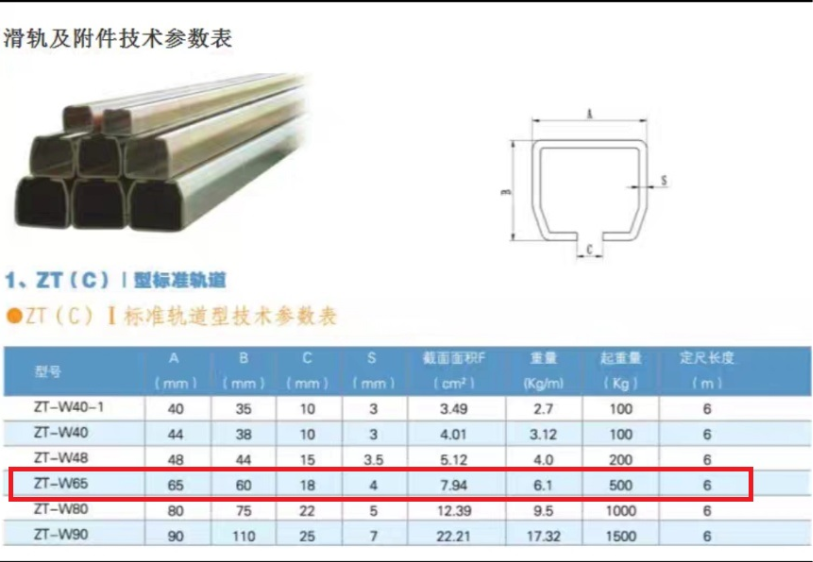 滑轨及附件技术参数表
A
B
S
C
1、ZT(C)I型标准轨道
●ZT(C)I标准轨道型技术参数表
型号 A (mm) B (mm) C (mm) S (mm) 截面面积F (cm²) 重量 (Kg/m) 起重量 (Kg) 定尺长度 (m)
ZT-W40-1 40 35 10 3 3.49 2.7 100 6
ZT-W40 44 38 10 3 4.01 3.12 100 6
ZT-W48 48 44 15 3.5 5.12 4.0 200 6
ZT-W65 65 60 18 4 7.94 6.1 500 6
ZT-W80 80 75 22 5 12.39 9.5 1000 6
ZT-W90 90 110 25 7 22.21 17.32 1500 6